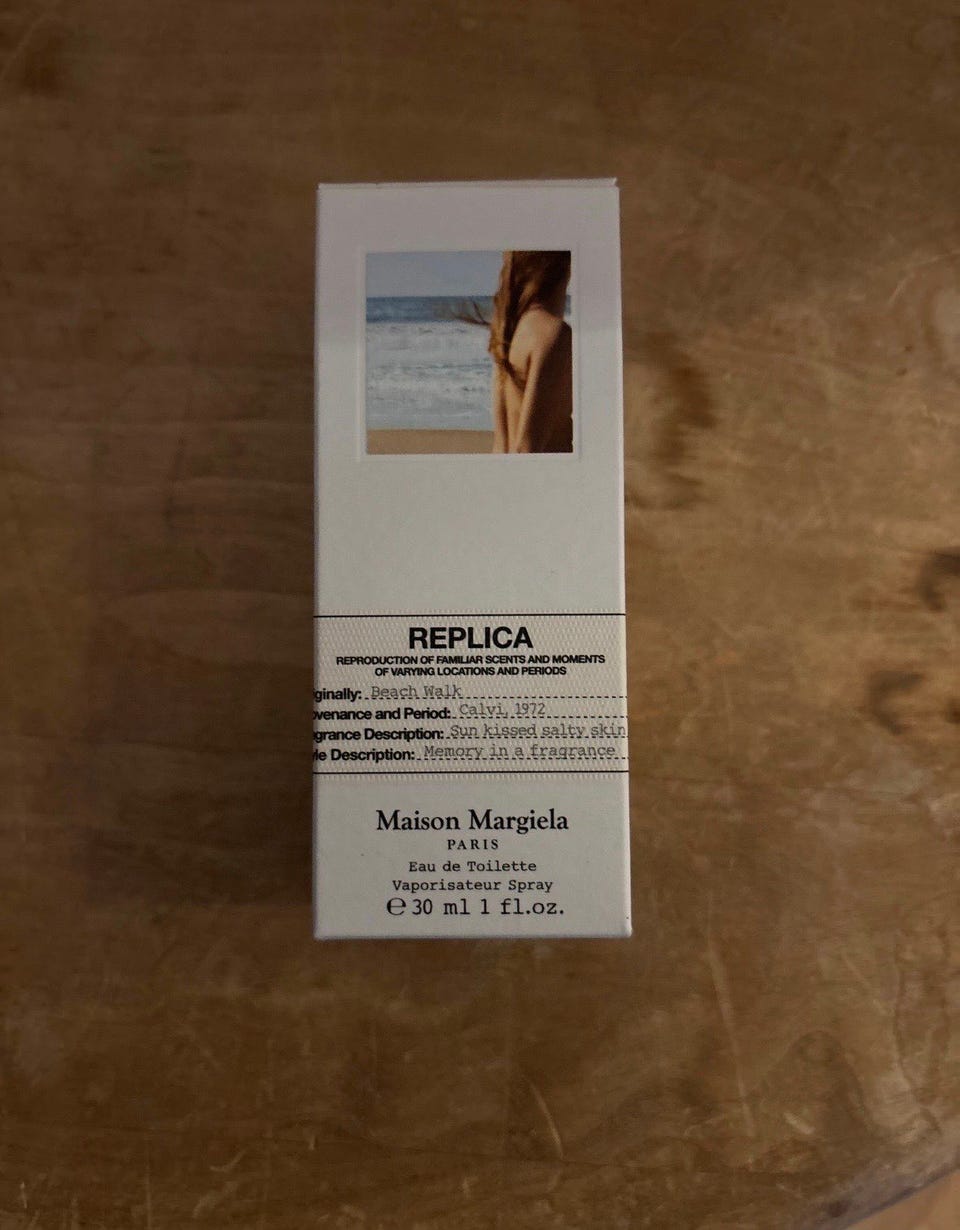 REPLICA
REPRODUCTION OF FAMILIAR SCENTS AND MOMENTS
OF VARYING LOCATIONS AND PERIODS
ginally: Beach Walk
venance and Period: Calvi, 1972
grance Description: Sun kissed salty skin
le Description: Memory in a fragrance
Maison Margiela
PARIS
Eau de Toilette
Vaporisateur Spray
℮ 30 ml 1 fl.oz.